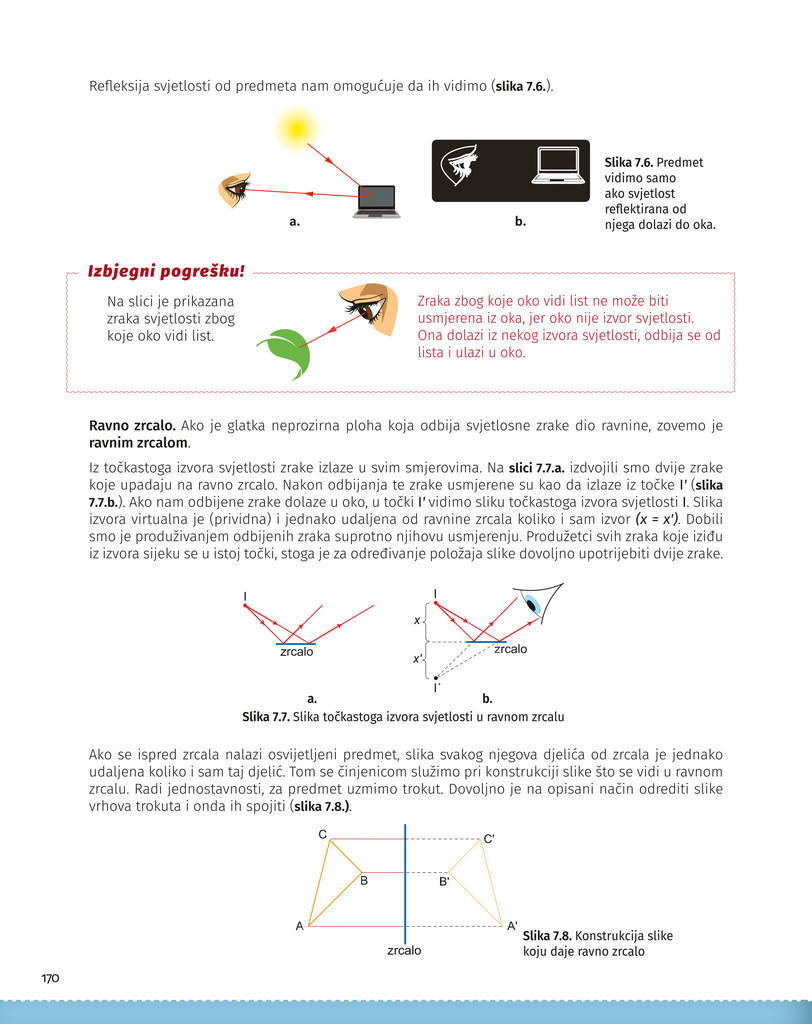 Refleksija svjetlosti od predmeta nam omogućuje da ih vidimo (slika 7.6.).
a.
b.
Slika 7.6. Predmet
vidimo samo
ako svjetlost
reflektirana od
njega dolazi do oka.
Izbjegni pogrešku!
Na slici je prikazana
zraka svjetlosti zbog
koje oko vidi list.
Zraka zbog koje oko vidi list ne može biti
usmjerena iz oka, jer oko nije izvor svjetlosti.
Ona dolazi iz nekog izvora svjetlosti, odbija se od
lista i ulazi u oko.
Ravno zrcalo. Ako je glatka neprozirna ploha koja odbija svjetlosne zrake dio ravnine, zovemo je
ravnim zrcalom.
Iz točkastoga izvora svjetlosti zrake izlaze u svim smjerovima. Na slici 7.7.a. izdvojili smo dvije zrake
koje upadaju na ravno zrcalo. Nakon odbijanja te zrake usmjerene su kao da izlaze iz točke I' (slika
7.7.b.). Ako nam odbijene zrake dolaze u oko, u točki I' vidimo sliku točkastoga izvora svjetlosti I. Slika
izvora virtualna je (prividna) i jednako udaljena od ravnine zrcala koliko i sam izvor (x = x'). Dobili
smo je produživanjem odbijenih zraka suprotno njihovu usmjerenju. Produžetci svih zraka koje iziđu
iz izvora sijeku se u istoj točki, stoga je za određivanje položaja slike dovoljno upotrijebiti dvije zrake.
I
zrcalo
a.
I
x
x'
zrcalo
I´
b.
Slika 7.7. Slika točkastoga izvora svjetlosti u ravnom zrcalu
Ako se ispred zrcala nalazi osvijetljeni predmet, slika svakog njegova djelića od zrcala je jednako
udaljena koliko i sam taj djelić. Tom se činjenicom služimo pri konstrukciji slike što se vidi u ravnom
zrcalu. Radi jednostavnosti, za predmet uzmimo trokut. Dovoljno je na opisani način odrediti slike
vrhova trokuta i onda ih spojiti (slika 7.8.).
C
C'
B
B'
A
A'
zrcalo
Slika 7.8. Konstrukcija slike
koju daje ravno zrcalo
170